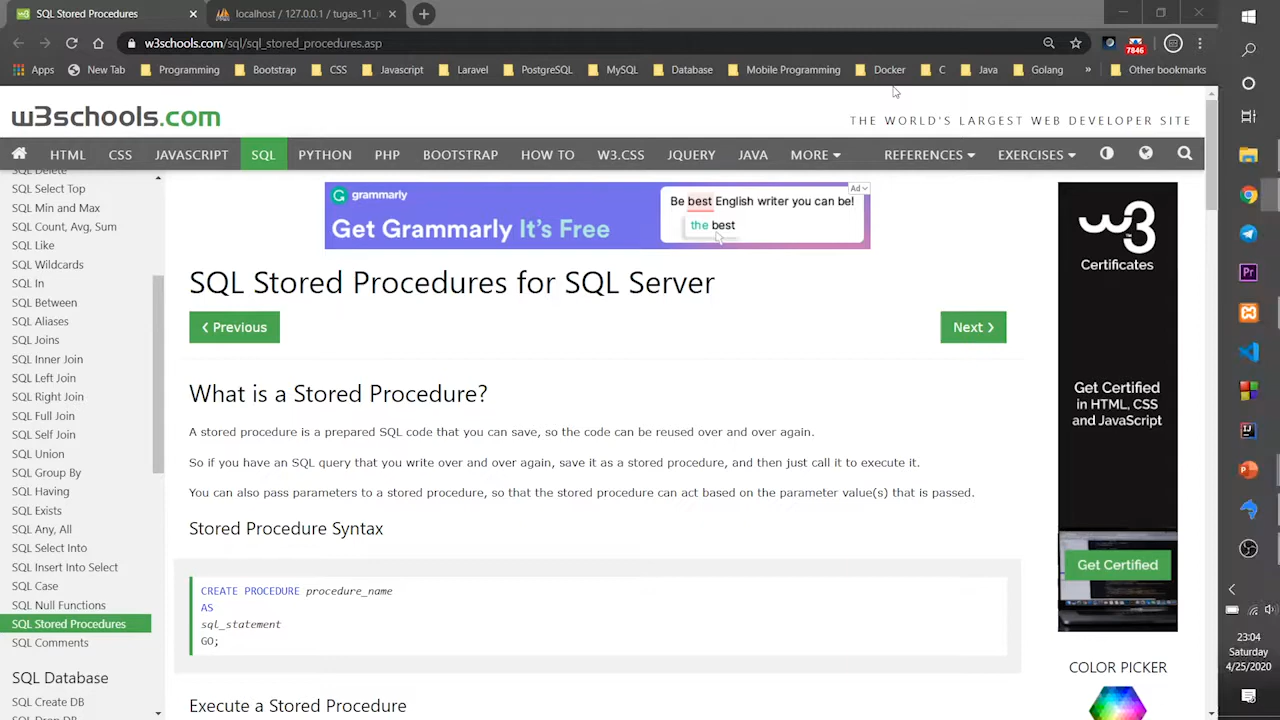 SQL Stored Procedures
localhost / 127.0.0.1 / tugas_11_
w3schools.com/sql/sql_stored_procedures.asp
7846
Apps
New Tab
Programming
Bootstrap
CSS
Javascript
Laravel
PostgreSQL
MySQL
Database
Mobile Programming
Docker
C
Java
Golang
»
Other bookmarks
w3schools.com
THE WORLD'S LARGEST WEB DEVELOPER SITE
HTML
CSS
JAVASCRIPT
SQL
PYTHON
PHP
BOOTSTRAP
HOW TO
W3.CSS
JQUERY
JAVA
MORE
REFERENCES
EXERCISES
SQL Delete
SQL Select Top
SQL Min and Max
SQL Count, Avg, Sum
SQL Like
SQL Wildcards
SQL In
SQL Between
SQL Aliases
SQL Joins
SQL Inner Join
SQL Left Join
SQL Right Join
SQL Full Join
SQL Self Join
SQL Union
SQL Group By
SQL Having
SQL Exists
SQL Any, All
SQL Select Into
SQL Insert Into Select
SQL Case
SQL Null Functions
SQL Stored Procedures
SQL Comments
SQL Database
SQL Create DB
SQL Drop DB
grammarly
Get Grammarly It's Free
Be best English writer you can be!
the best
Ad
SQL Stored Procedures for SQL Server
❮ Previous
Next ❯
What is a Stored Procedure?
A stored procedure is a prepared SQL code that you can save, so the code can be reused over and over again.
So if you have an SQL query that you write over and over again, save it as a stored procedure, and then just call it to execute it.
You can also pass parameters to a stored procedure, so that the stored procedure can act based on the parameter value(s) that is passed.
Stored Procedure Syntax
CREATE PROCEDURE procedure_name
AS
sql_statement
GO;
Execute a Stored Procedure
w3
Certificates
Get Certified
in HTML, CSS
and JavaScript
Get Certified
COLOR PICKER
Pr
23:04
Saturday
4/25/2020